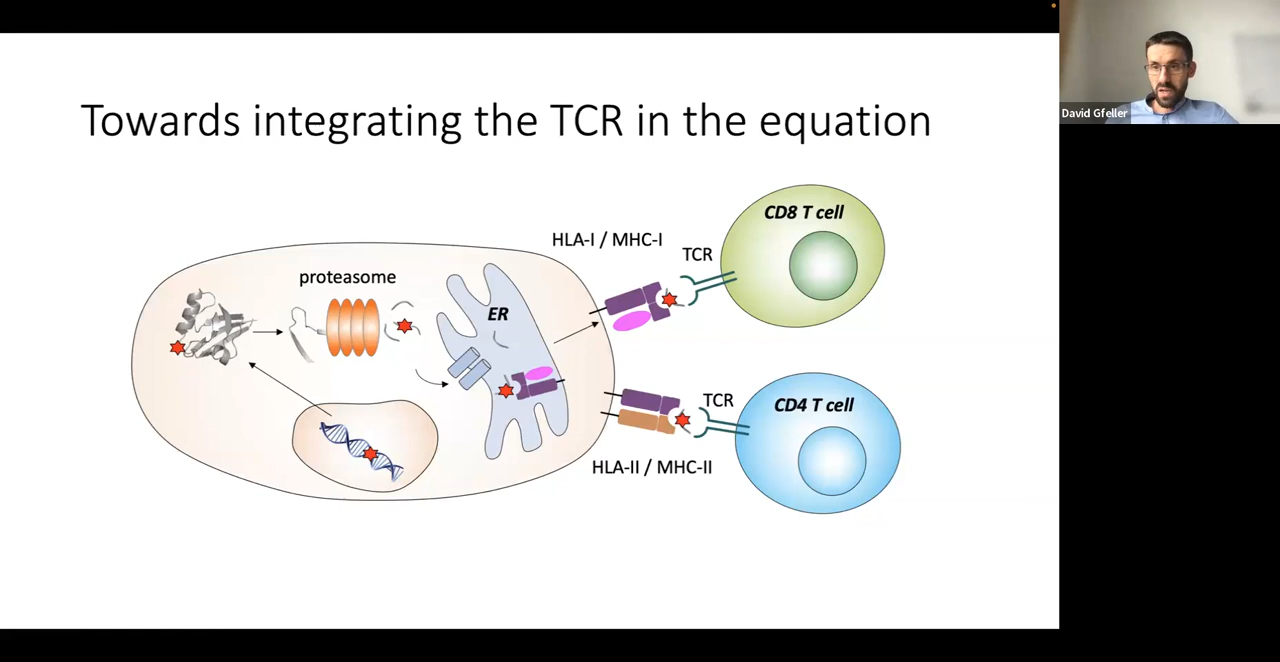 Towards integrating the TCR in the equation
David Gfeller
CD8 T cell
HLA-I / MHC-I
TCR
proteasome
ER
TCR
CD4 T cell
HLA-II / MHC-II